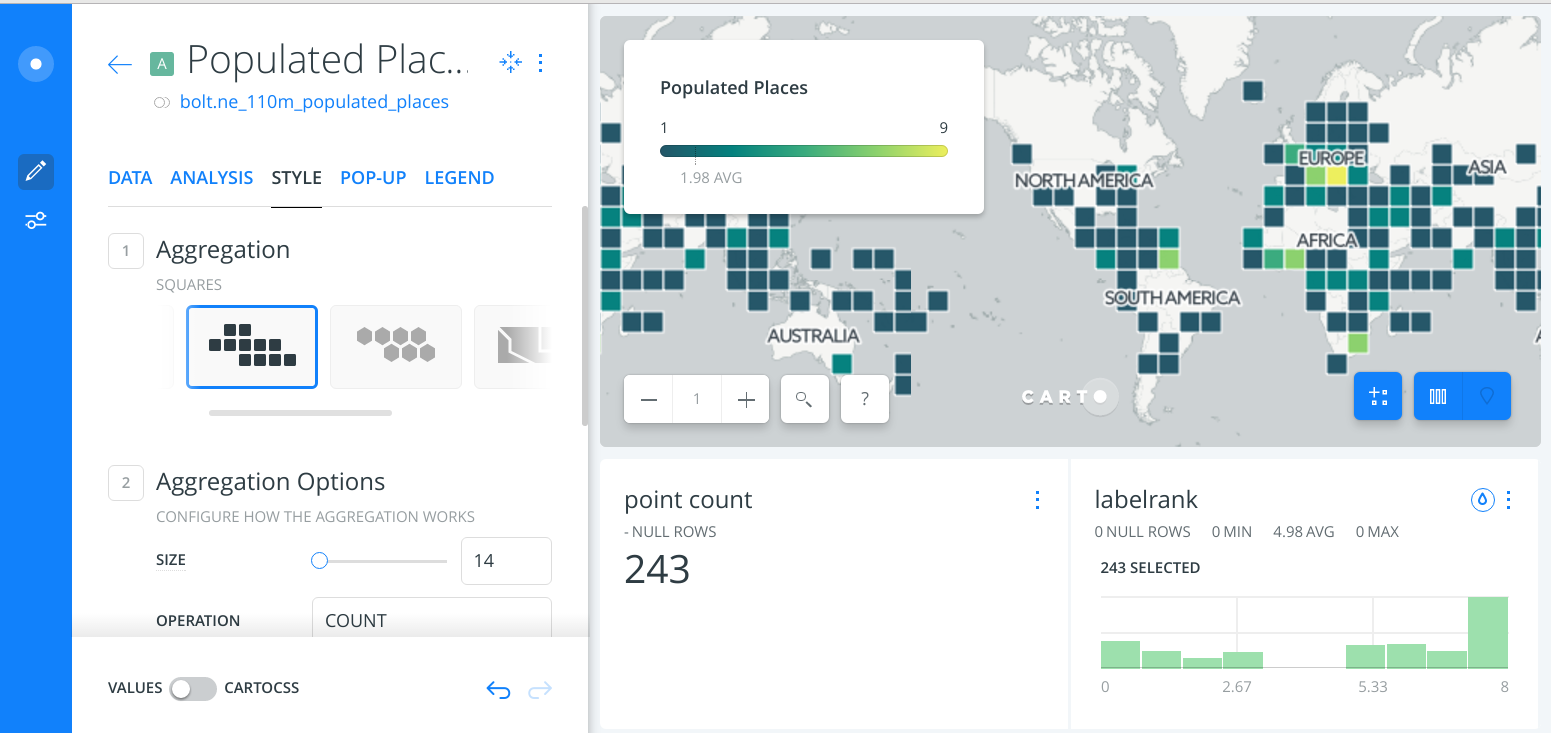 A Populated Plac...
bolt.ne_110m_populated_places
DATA ANALYSIS STYLE POP-UP LEGEND
1 Aggregation
SQUARES
2 Aggregation Options
CONFIGURE HOW THE AGGREGATION WORKS
SIZE 14
OPERATION COUNT
VALUES CARTOCSS
Populated Places
1 9
1.98 AVG
EUROPE
ASIA
NORTH AMERICA
AFRICA
SOUTH AMERICA
AUSTRALIA
1
?
CARTO
point count
- NULL ROWS
243
labelrank
0 NULL ROWS 0 MIN 4.98 AVG 0 MAX
243 SELECTED
0 2.67 5.33 8